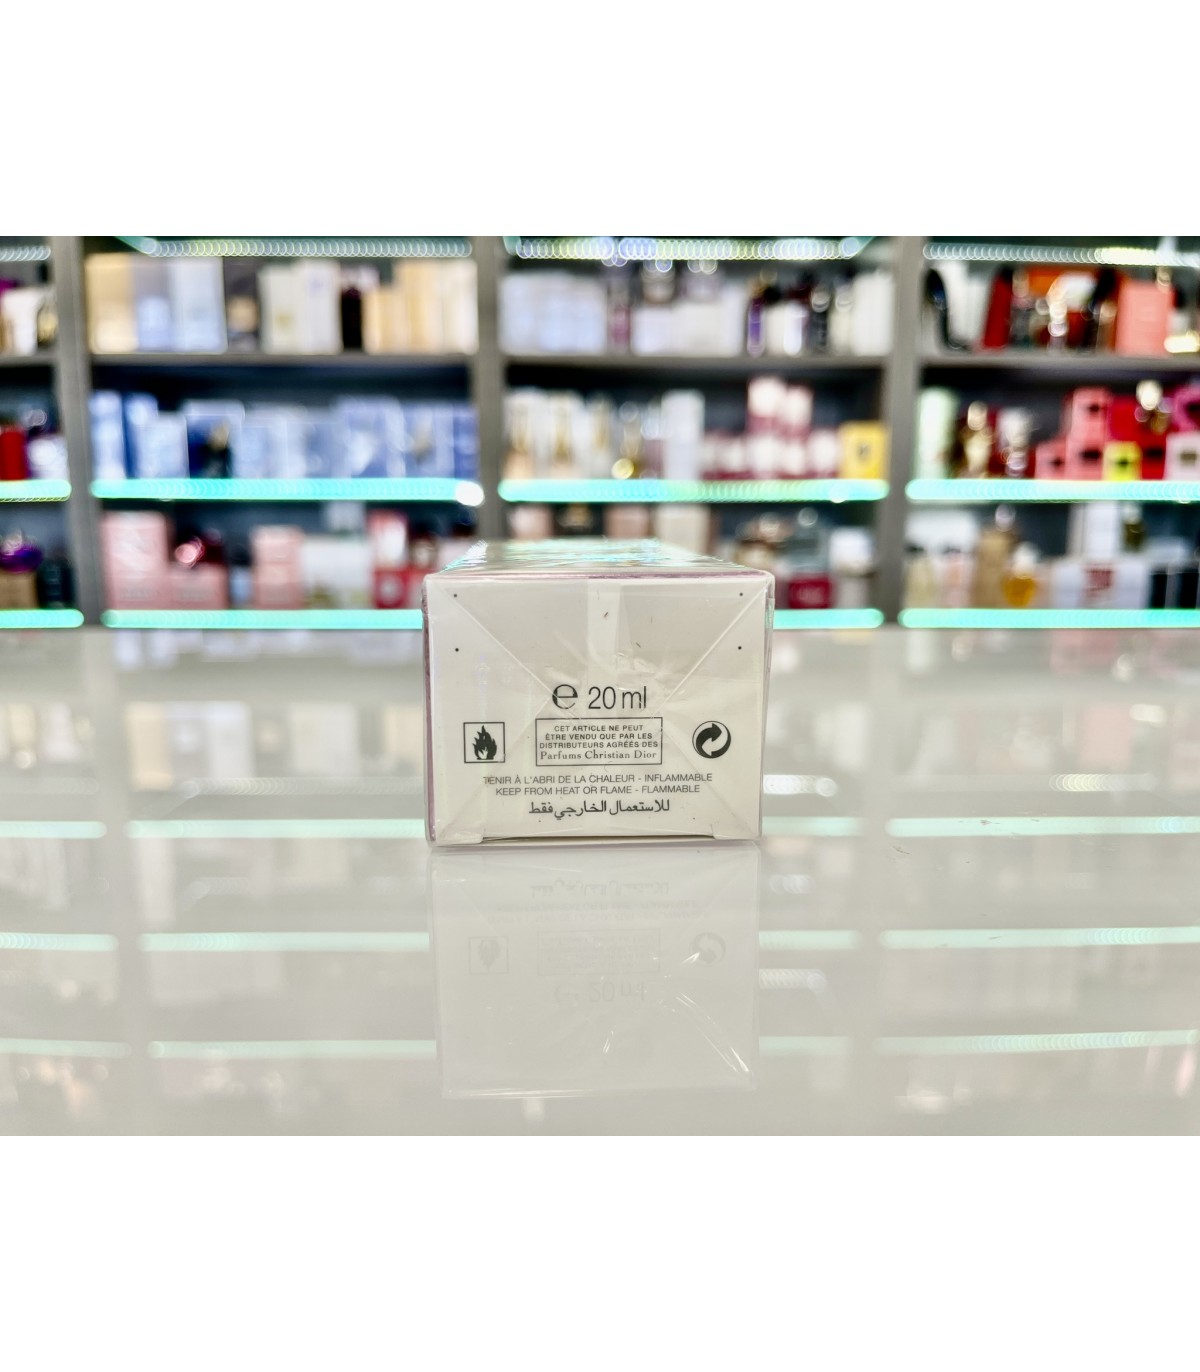 ℮ 20 ml
CET ARTICLE NE PEUT
ÊTRE VENDU QUE PAR LES
DISTRIBUTEURS AGRÉÉS DES
Parfums Christian Dior
TENIR À L'ABRI DE LA CHALEUR - INFLAMMABLE
KEEP FROM HEAT OR FLAME - FLAMMABLE
للاستعمال الخارجي فقط